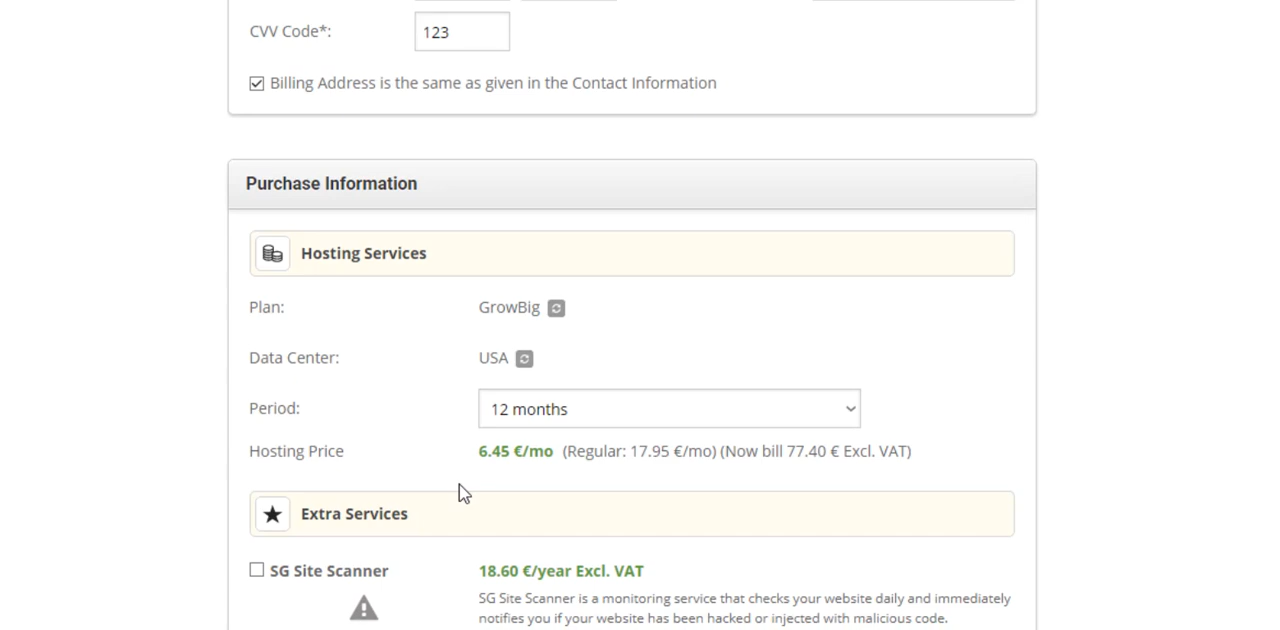 CVV Code*: 123
Billing Address is the same as given in the Contact Information
Purchase Information
Hosting Services
Plan: GrowBig
Data Center: USA
Period: 12 months
Hosting Price 6.45 €/mo (Regular: 17.95 €/mo) (Now bill 77.40 € Excl. VAT)
Extra Services
SG Site Scanner 18.60 €/year Excl. VAT
SG Site Scanner is a monitoring service that checks your website daily and immediately
notifies you if your website has been hacked or injected with malicious code.